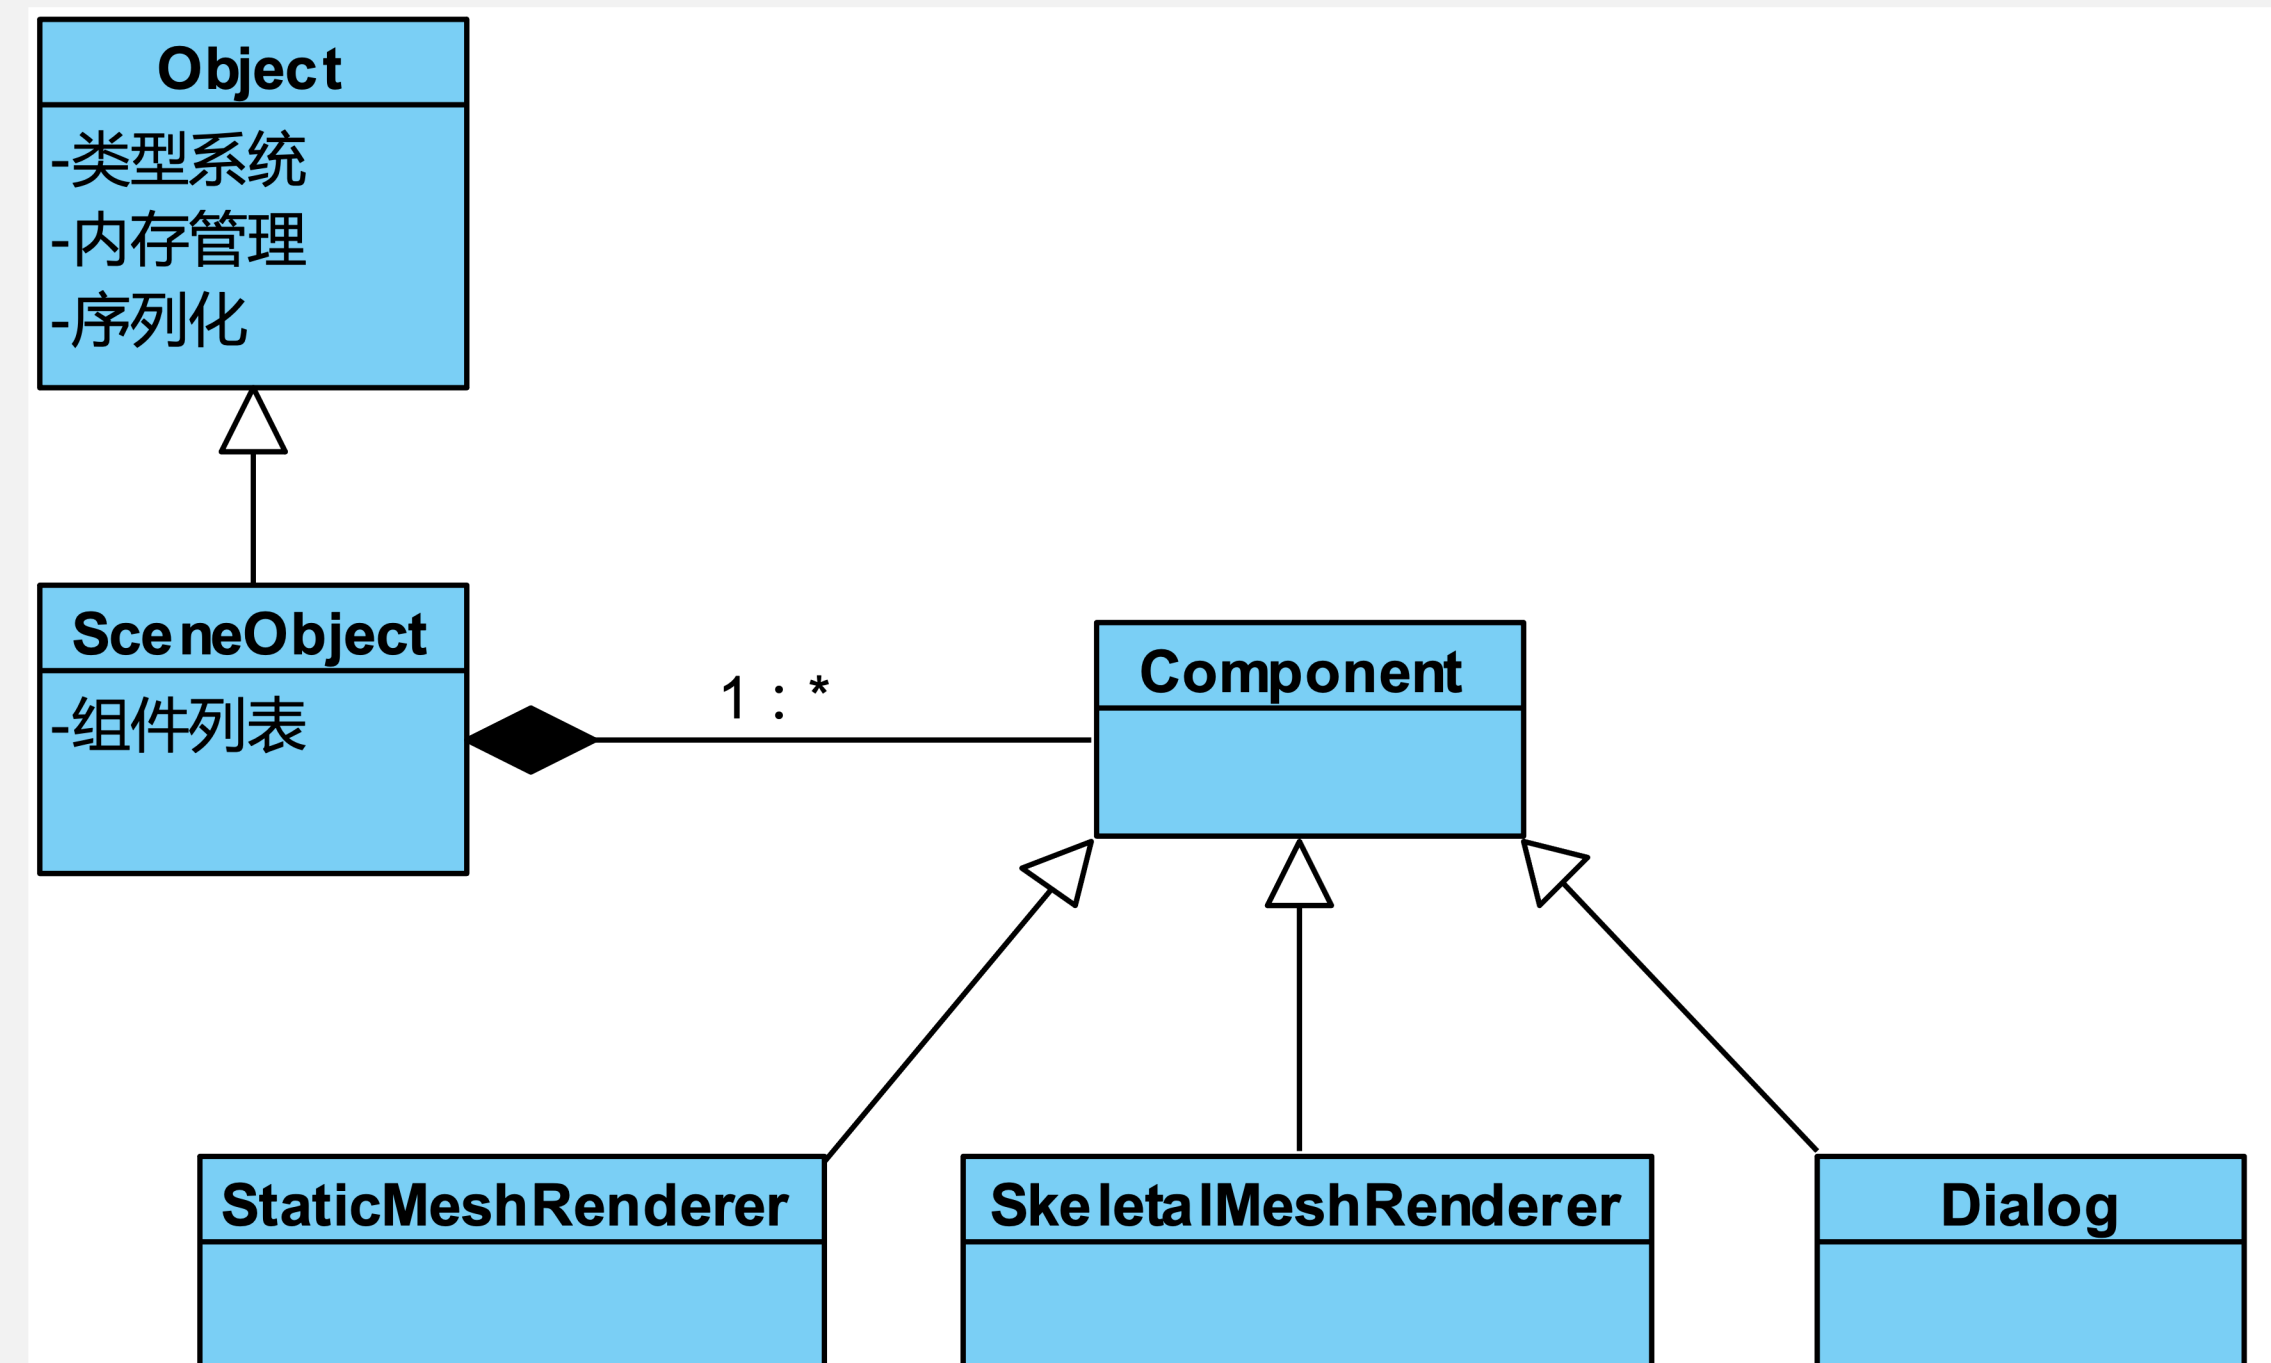 Object
-类型系统
-内存管理
-序列化
SceneObject
-组件列表
1 : *
Component
StaticMeshRenderer
SkeletalMeshRenderer
Dialog